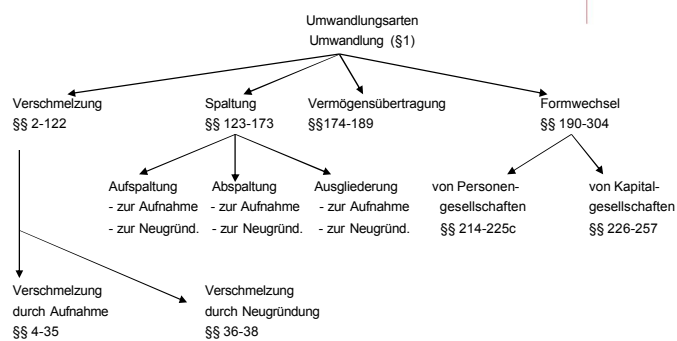 Umwandlungsarten
Umwandlung (§1)
Verschmelzung
§§ 2-122
Spaltung
§§ 123-173
Vermögensübertragung
§§174-189
Formwechsel
§§ 190-304
Aufspaltung
- zur Aufnahme
- zur Neugründ.
Abspaltung
- zur Aufnahme
- zur Neugründ.
Ausgliederung
- zur Aufnahme
- zur Neugründ.
von Personen-
gesellschaften
§§ 214-225c
von Kapital-
gesellschaften
§§ 226-257
Verschmelzung
durch Aufnahme
§§ 4-35
Verschmelzung
durch Neugründung
§§ 36-38